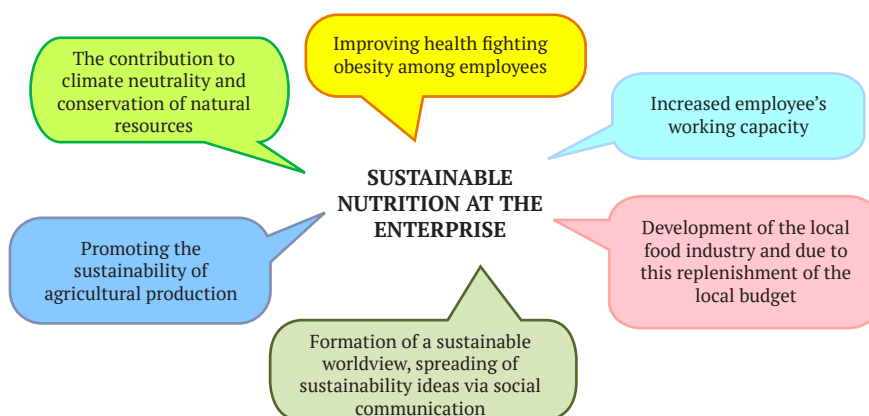 The contribution to
climate neutrality and
conservation of natural
resources
Improving health fighting
obesity among employees
Increased employee's
working capacity
SUSTAINABLE
NUTRITION AT THE
ENTERPRISE
Promoting the
sustainability of
agricultural production
Development of the local
food industry and due to
this replenishment of the
local budget
Formation of a sustainable
worldview, spreading of
sustainability ideas via social
communication